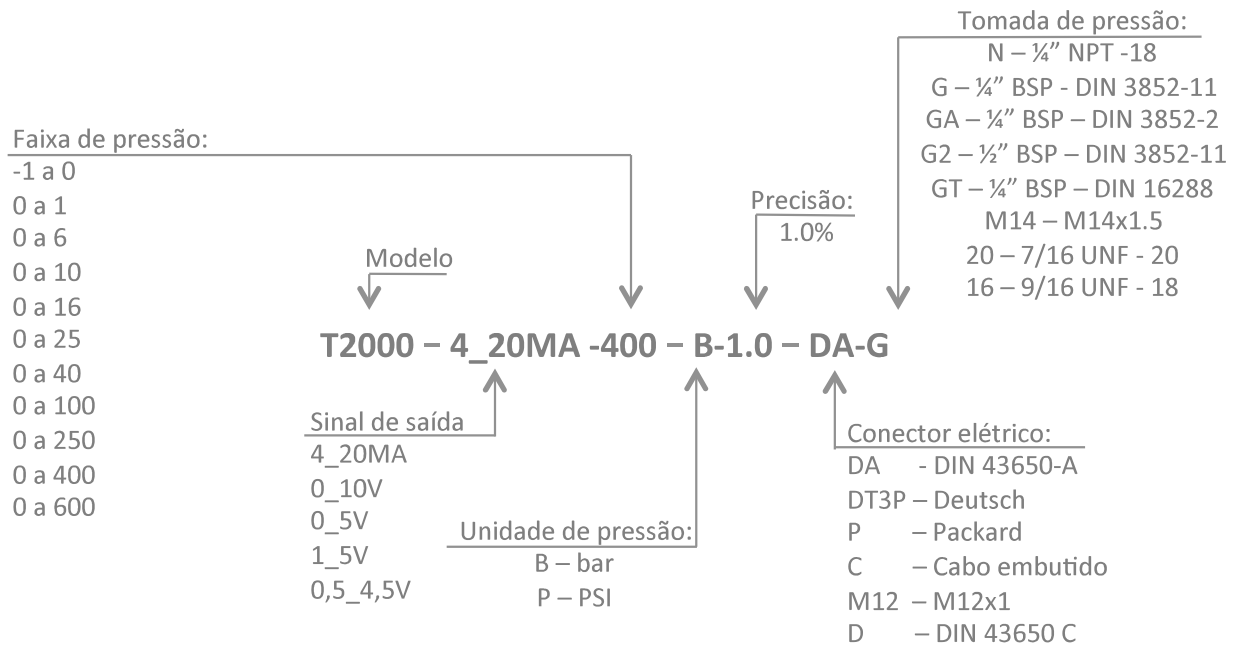 Tomada de pressão:
N – ¼” NPT -18
G – ¼” BSP - DIN 3852-11
GA – ¼” BSP – DIN 3852-2
G2 – ½” BSP – DIN 3852-11
GT – ¼” BSP – DIN 16288
M14 – M14x1.5
20 – 7/16 UNF - 20
16 – 9/16 UNF - 18
Faixa de pressão:
-1 a 0
0 a 1
0 a 6
0 a 10
0 a 16
0 a 25
0 a 40
0 a 100
0 a 250
0 a 400
0 a 600
Precisão:
1.0%
Modelo
T2000 – 4_20MA -400 – B-1.0 – DA-G
Sinal de saída
4_20MA
0_10V
0_5V
1_5V
0,5_4,5V
Unidade de pressão:
B – bar
P – PSI
Conector elétrico:
DA - DIN 43650-A
DT3P – Deutsch
P – Packard
C – Cabo embutido
M12 – M12x1
D – DIN 43650 C